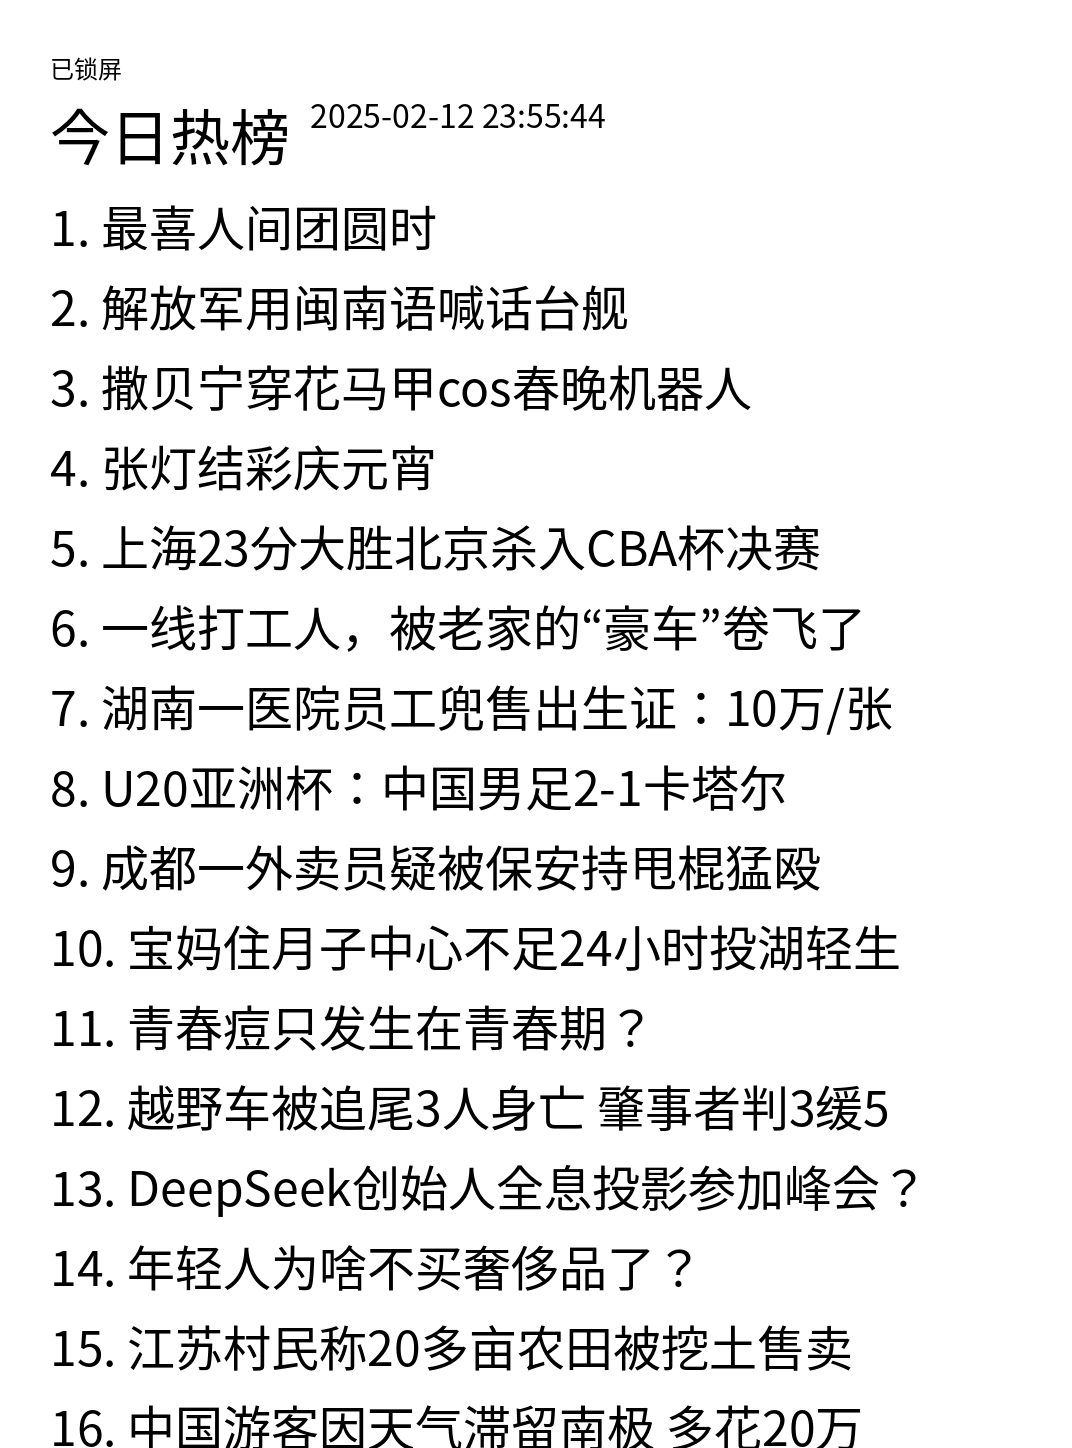 已锁屏
今日热榜 2025-02-12 23:55:44
1. 最喜人间团圆时
2. 解放军用闽南语喊话台舰
3. 撒贝宁穿花马甲cos春晚机器人
4. 张灯结彩庆元宵
5. 上海23分大胜北京杀入CBA杯决赛
6. 一线打工人，被老家的“豪车”卷飞了
7. 湖南一医院员工兜售出生证：10万/张
8. U20亚洲杯：中国男足2-1卡塔尔
9. 成都一外卖员疑被保安持甩棍猛殴
10. 宝妈住月子中心不足24小时投湖轻生
11. 青春痘只发生在青春期？
12. 越野车被追尾3人身亡 肇事者判3缓5
13. DeepSeek创始人全息投影参加峰会？
14. 年轻人为啥不买奢侈品了？
15. 江苏村民称20多亩农田被挖土售卖
16. 中国游客因天气滞留南极 多花20万